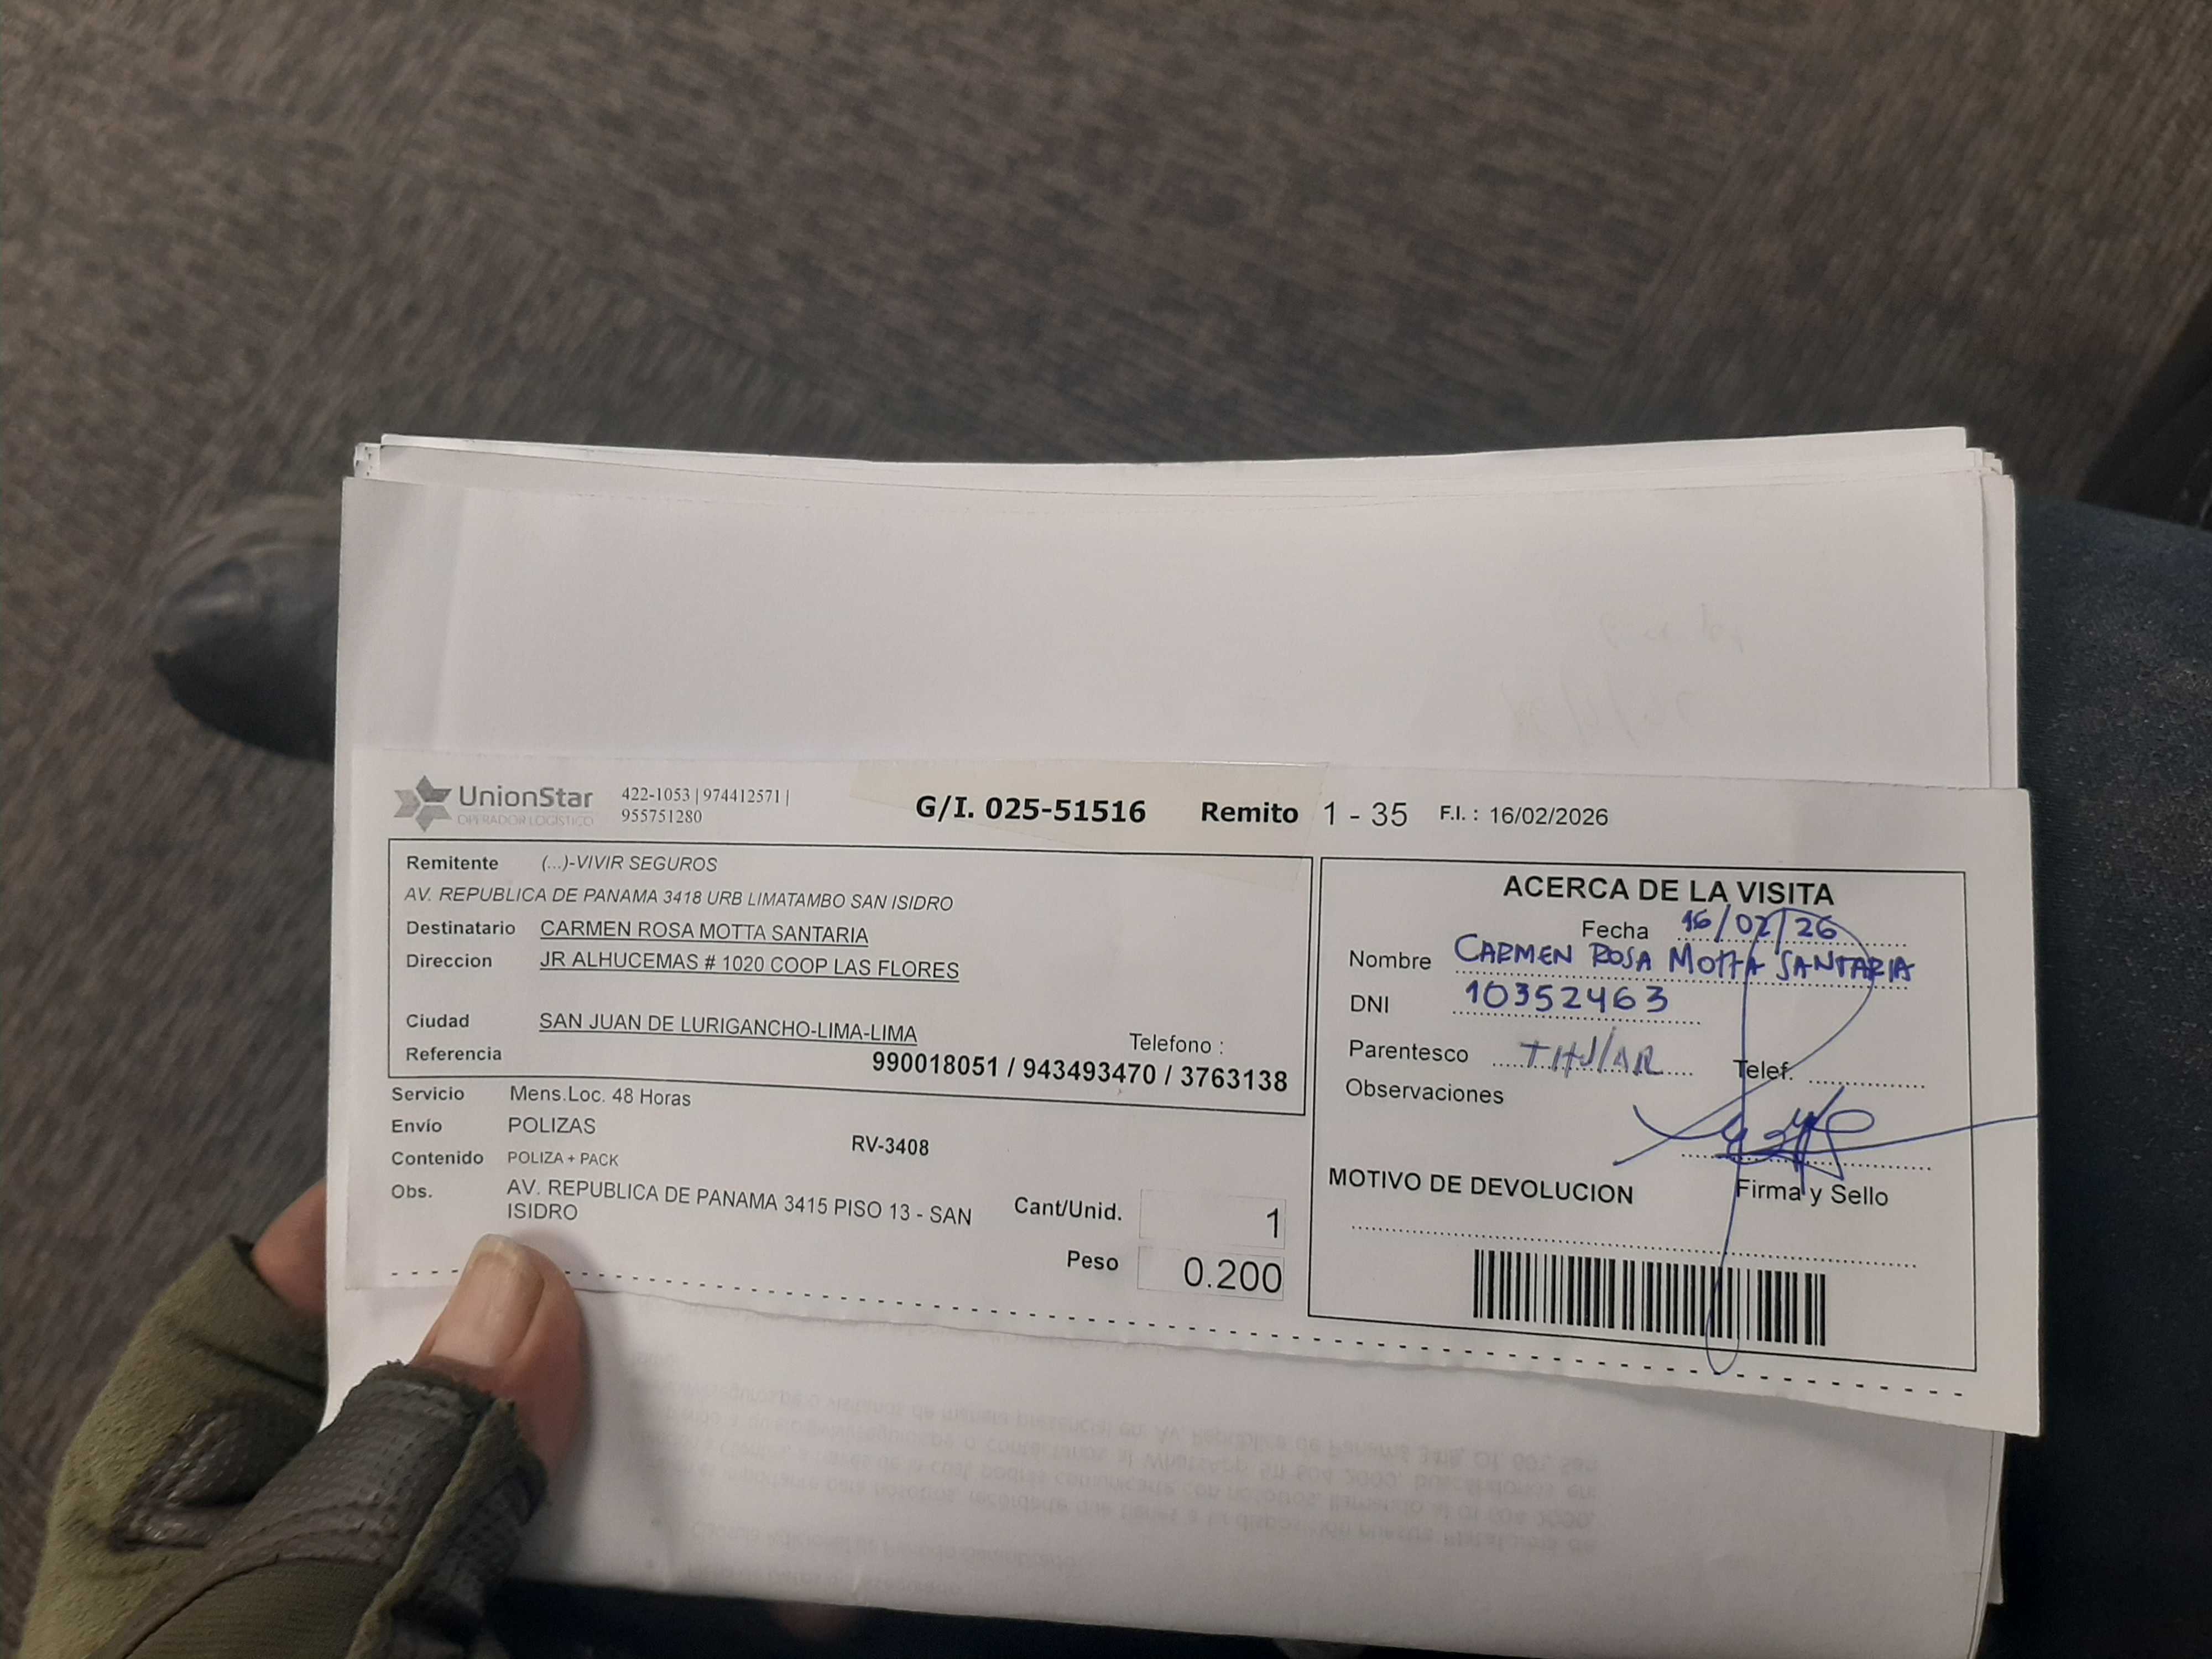 UnionStar
OPERADOR LOGISTICO
422-1053 | 974412571 |
955751280
G/I. 025-51516
Remito 1 - 35
F.I. : 16/02/2026
Remitente (...)-VIVIR SEGUROS
AV. REPUBLICA DE PANAMA 3418 URB LIMATAMBO SAN ISIDRO
Destinatario CARMEN ROSA MOTTA SANTARIA
Direccion JR ALHUCEMAS # 1020 COOP LAS FLORES
Ciudad SAN JUAN DE LURIGANCHO-LIMA-LIMA
Telefono :
Referencia 990018051 / 943493470 / 3763138
Servicio Mens.Loc. 48 Horas
Envío POLIZAS
RV-3408
Contenido POLIZA + PACK
Obs. AV. REPUBLICA DE PANAMA 3415 PISO 13 - SAN
ISIDRO
Cant/Unid. 1
Peso 0.200
ACERCA DE LA VISITA
Fecha 16/02/26
Nombre CARMEN ROSA MOTTA SANTARIA
DNI 10352463
Parentesco TITULAR
Telef.
Observaciones
MOTIVO DE DEVOLUCION
Firma y Sello